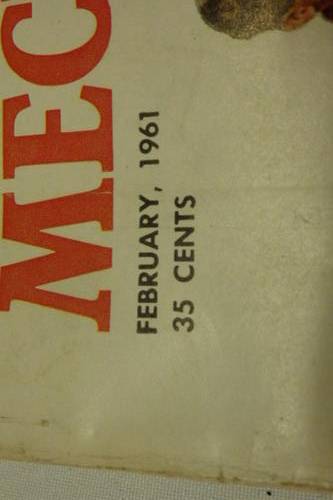 MEC
FEBRUARY, 1961
35 CENTS